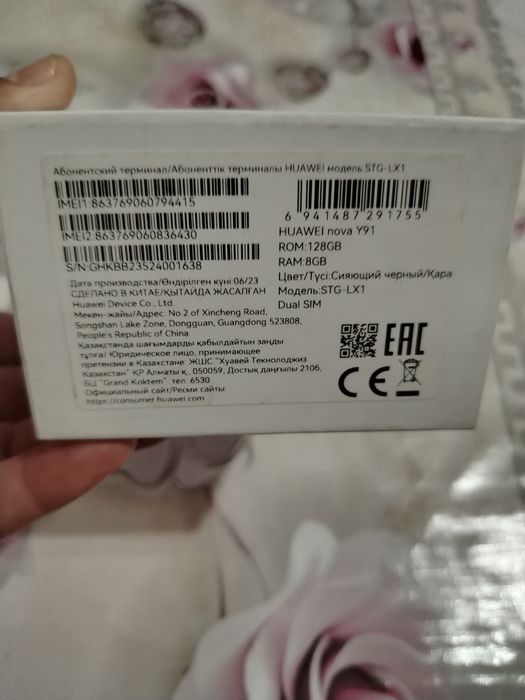 Абонентский терминал/Абоненттік терминалы HUAWEI модель STG-LX1
IMEI1:863769060794415
IMEI2:863769060836430
S/N:GHKBB23524001638
Дата производства/Өндірілген күні:06/23
СДЕЛАНО В КИТАЕ/ҚЫТАЙДА ЖАСАЛҒАН
Huawei Device Co., Ltd.
Мекен-жайы/Адрес: No 2 of Xincheng Road,
Songshan Lake Zone, Dongguan, Guangdong 523808,
People's Republic of China
Қазақстанда шағымдарды қабылдайтын заңды
тұлға/ Юридическое лицо, принимающее
претензии в Казахстане: ЖШС "Хуавей Текнолоджиз
Казахстан" ҚР Алматы қ., 050059, Достық даңғылы 210б,
БЦ "Grand Koktem" тел. 6530
Официальный сайт/Ресми сайты:
https://consumer.huawei.com
6 941487 291755
HUAWEI nova Y91
ROM:128GB
RAM:8GB
Цвет/Түсі:Сияющий черный/Қара
Модель:STG-LX1
Dual SIM
EAC
CE